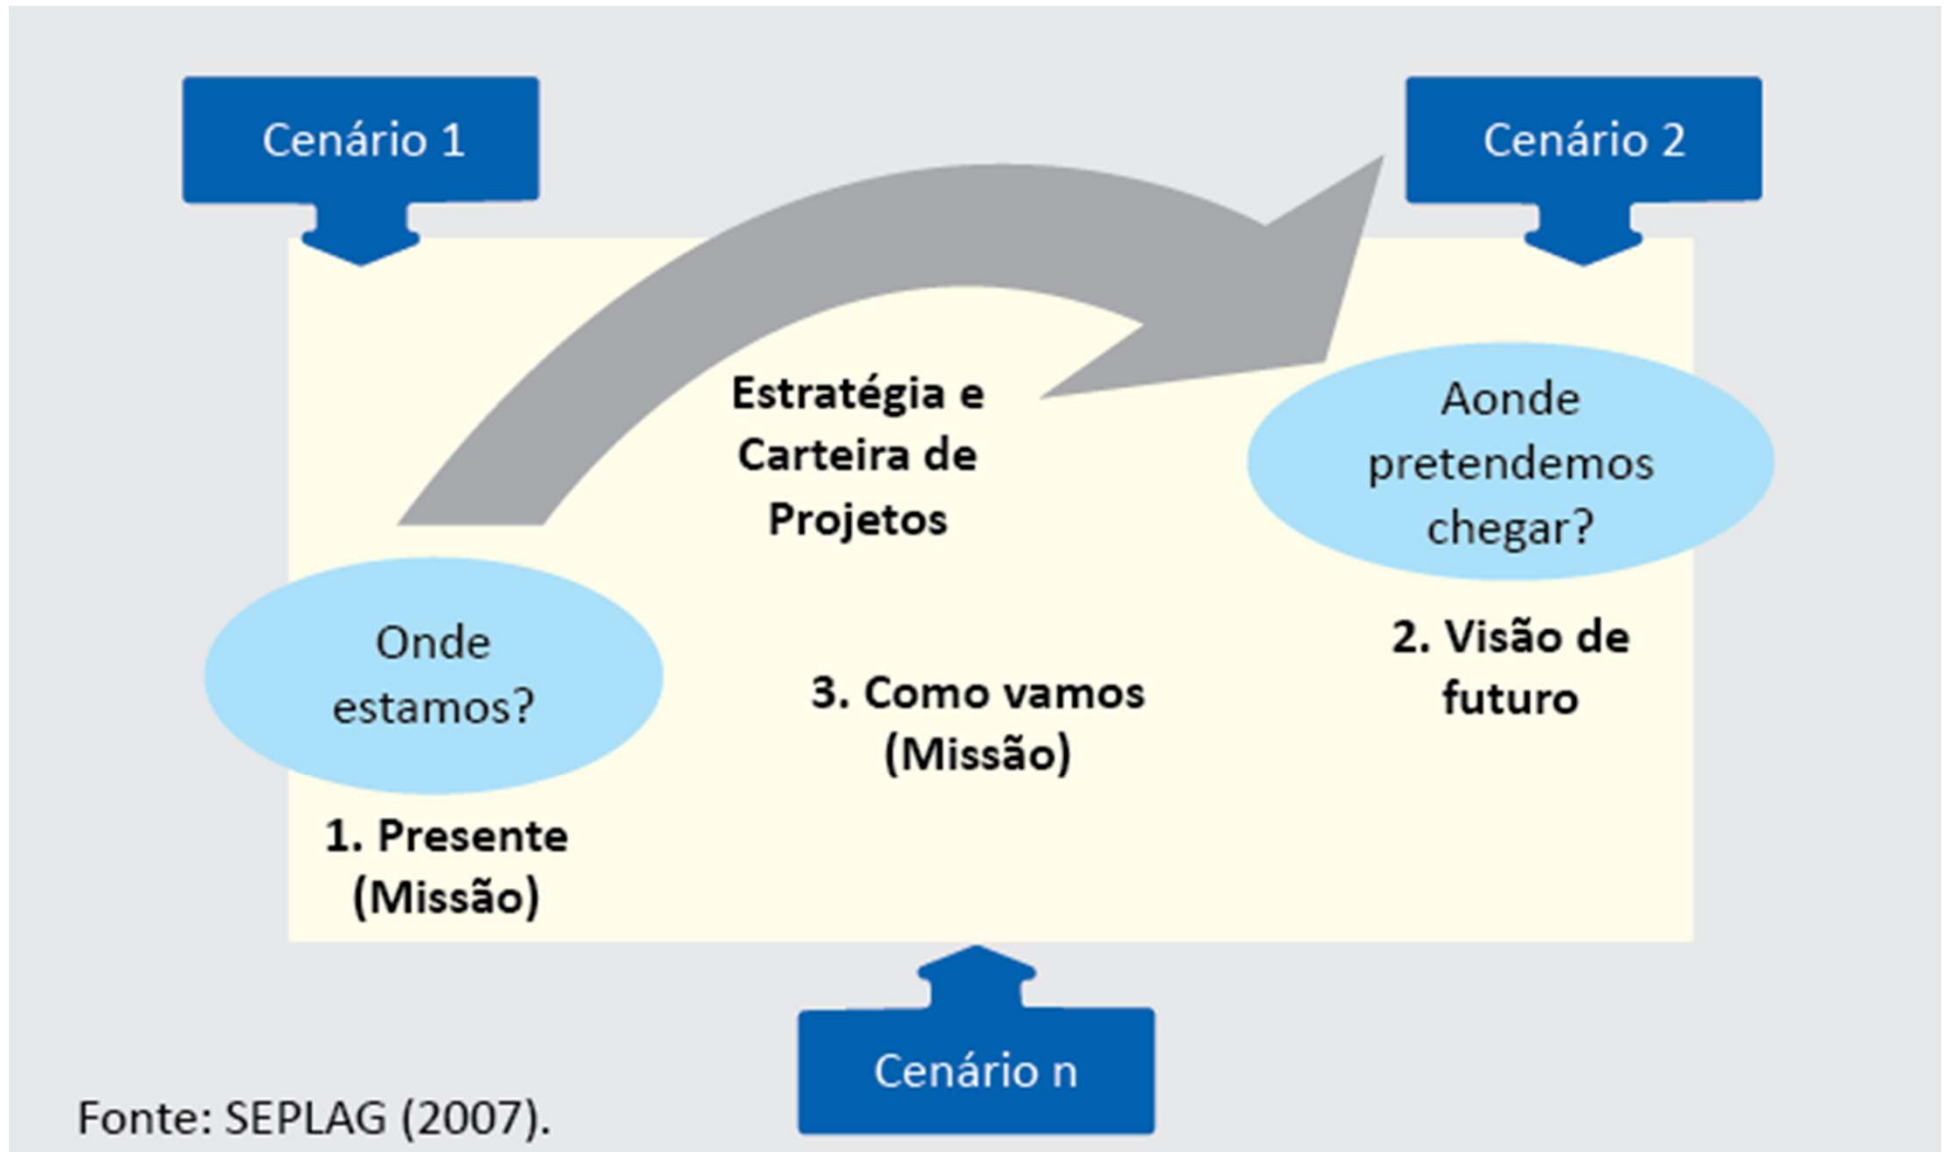 Cenário 1
Cenário 2
Estratégia e
Carteira de
Projetos
Aonde
pretendemos
chegar?
Onde
estamos?
2. Visão de
futuro
3. Como vamos
(Missão)
1. Presente
(Missão)
Cenário n
Fonte: SEPLAG (2007).